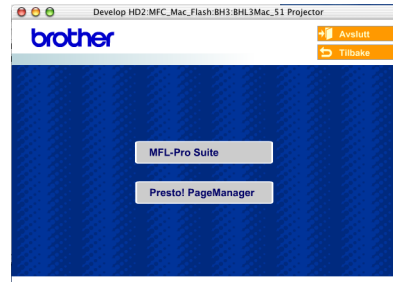 Develop HD2:MFC_Mac_Flash:BH3:BHL3Mac_51 Projector
brother
Avslutt
Tilbake
MFL-Pro Suite
Presto! PageManager